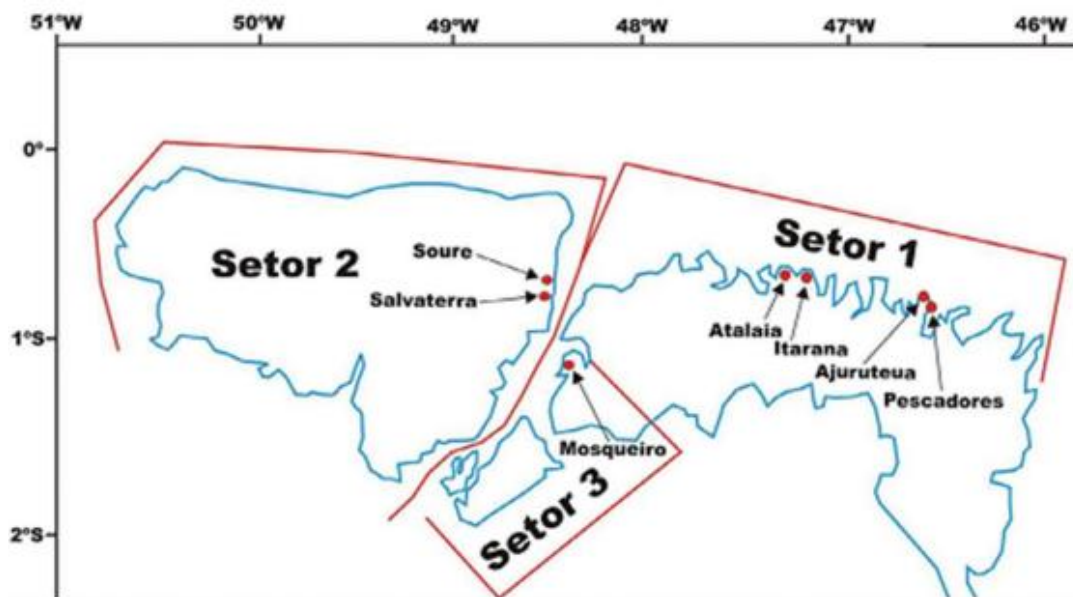 51°W 50°W 49°W 48°W 47°W 46°W
0°
Setor 1
Soure
Setor 2
Salvaterra
Atalaia
1°S
Itarana
Ajuruteua
Pescadores
Mosqueiro
Setor 3
2°S